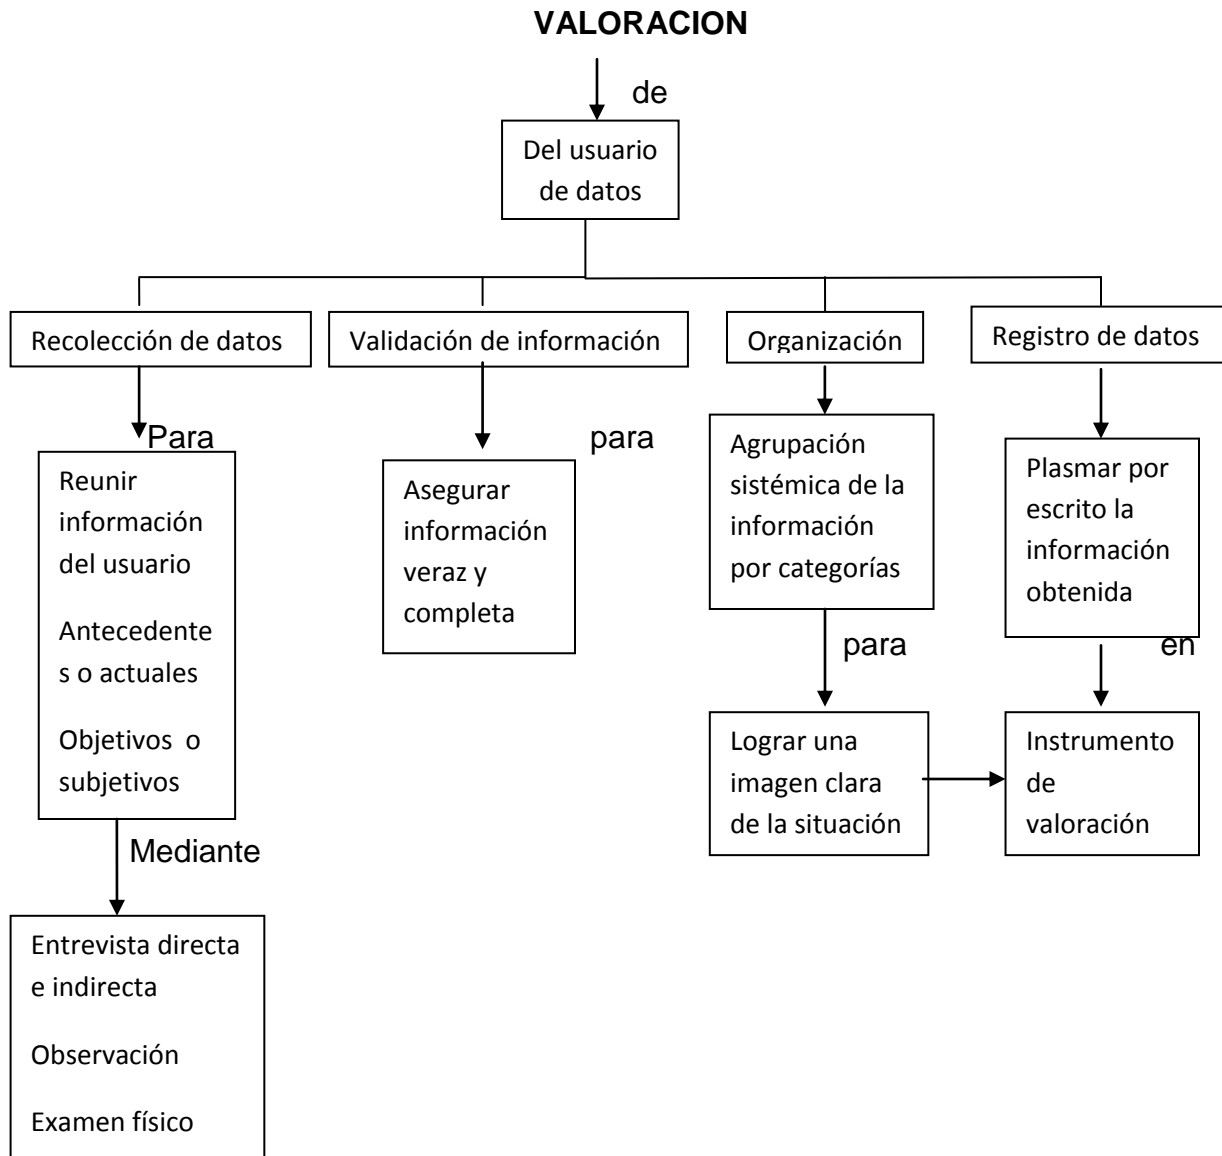 VALORACION
de
Del usuario
de datos
Recolección de datos
Validación de información
Organización
Registro de datos
Para
para
Reunir
información
del usuario
Antecedente
s o actuales
Objetivos o
subjetivos
Asegurar
información
veraz y
completa
Agrupación
sistémica de la
información
por categorías
Plasmar por
escrito la
información
obtenida
para
en
Lograr una
imagen clara
de la situación
Instrumento
de
valoración
Mediante
Entrevista directa
e indirecta
Observación
Examen físico